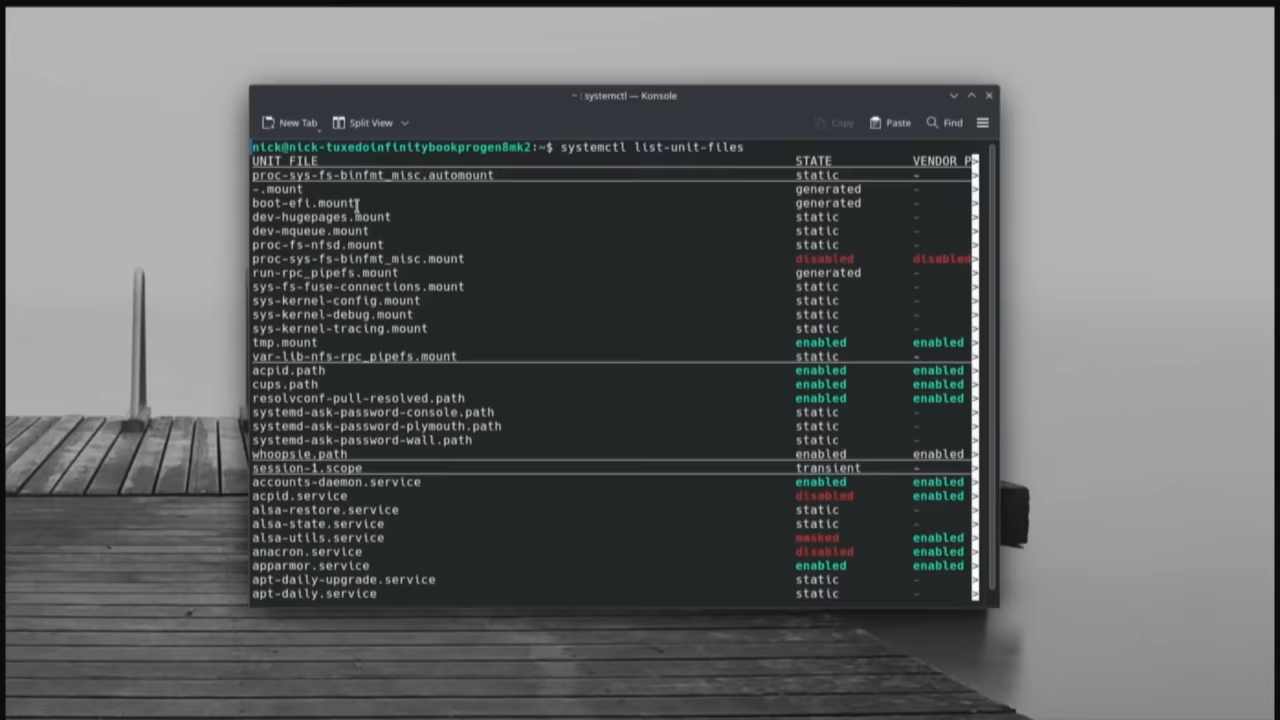 ~ : systemctl — Konsole
New Tab Split View Copy Paste Find
nick@nick-tuxedoinfinitybookprogen8mk2:~$ systemctl list-unit-files
UNIT FILE STATE VENDOR P>
proc-sys-fs-binfmt_misc.automount static - >
-.mount generated - >
boot-efi.mount generated - >
dev-hugepages.mount static - >
dev-mqueue.mount static - >
proc-fs-nfsd.mount static - >
proc-sys-fs-binfmt_misc.mount disabled disabled>
run-rpc_pipefs.mount generated - >
sys-fs-fuse-connections.mount static - >
sys-kernel-config.mount static - >
sys-kernel-debug.mount static - >
sys-kernel-tracing.mount static - >
tmp.mount enabled enabled >
var-lib-nfs-rpc_pipefs.mount static - >
acpid.path enabled enabled >
cups.path enabled enabled >
resolvconf-pull-resolved.path enabled enabled >
systemd-ask-password-console.path static - >
systemd-ask-password-plymouth.path static - >
systemd-ask-password-wall.path static - >
whoopsie.path enabled enabled >
session-1.scope transient - >
accounts-daemon.service enabled enabled >
acpid.service disabled enabled >
alsa-restore.service static - >
alsa-state.service static - >
alsa-utils.service masked enabled >
anacron.service disabled enabled >
apparmor.service enabled enabled >
apt-daily-upgrade.service static - >
apt-daily.service static - >